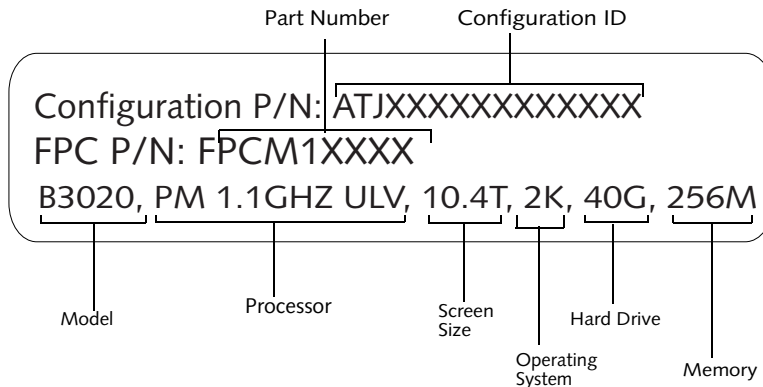 Part Number Configuration ID
Configuration P/N: ATJXXXXXXXXXXXX
FPC P/N: FPCM1XXXX
B3020, PM 1.1GHZ ULV, 10.4T, 2K, 40G, 256M
Model
Processor
Screen
Size
Operating
System
Hard Drive
Memory